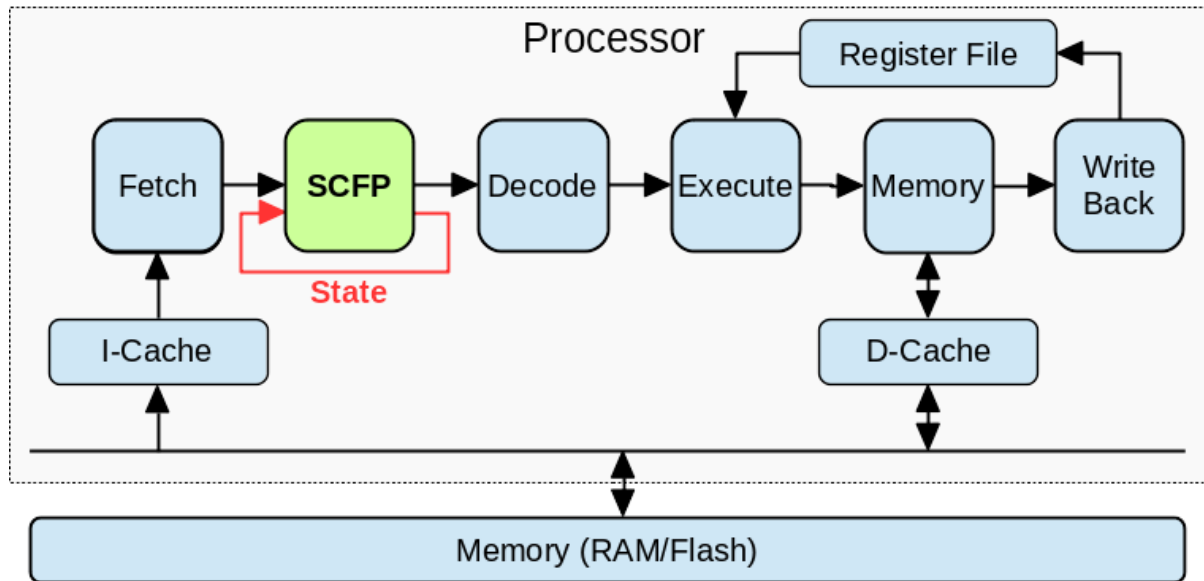 Processor
Register File
Fetch
SCFP
Decode
Execute
Memory
Write
Back
State
I-Cache
D-Cache
Memory (RAM/Flash)